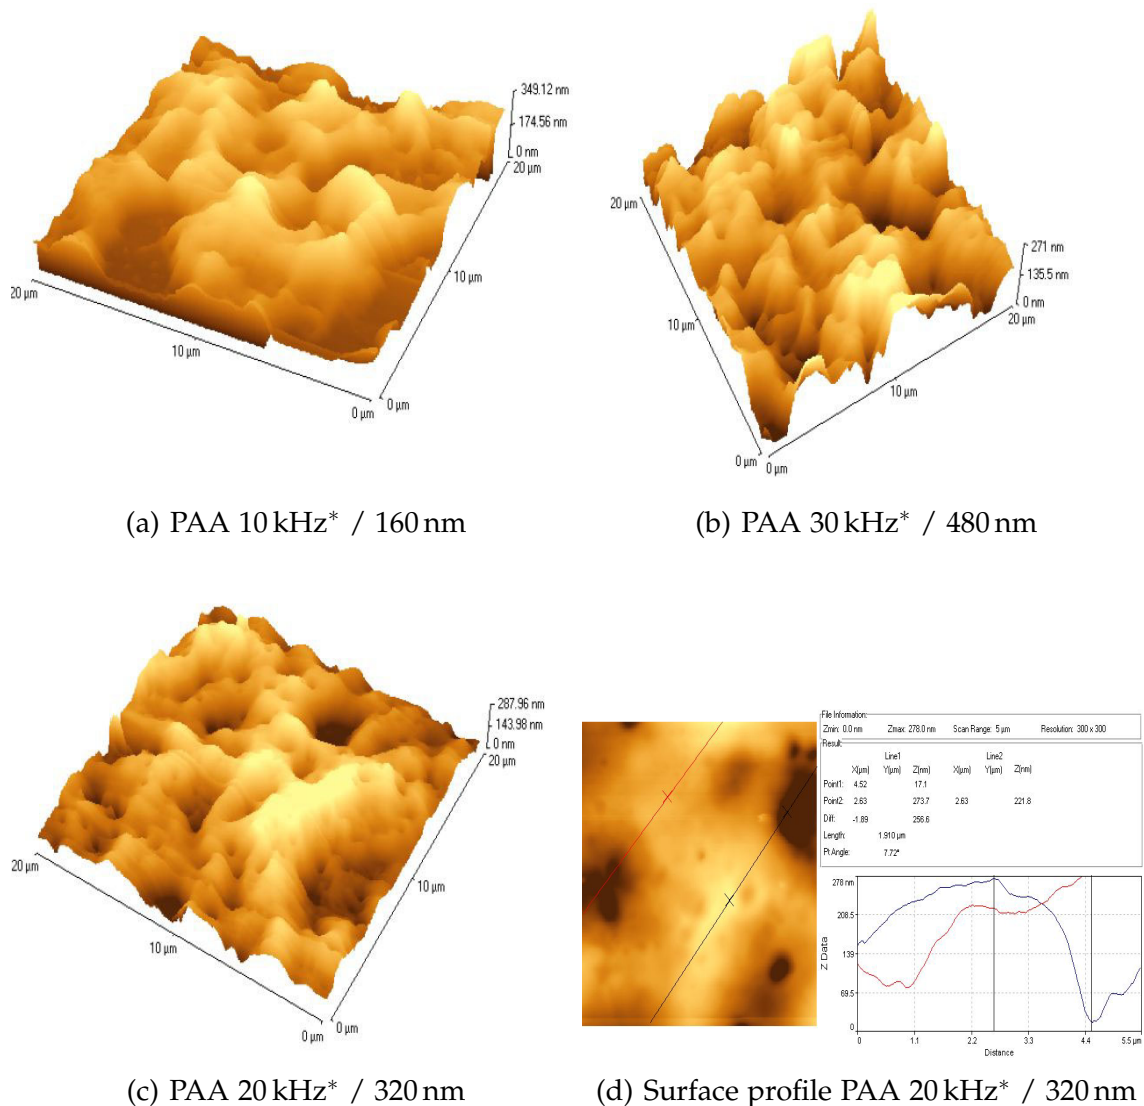 349.12 nm
174.56 nm
0 nm
20 µm
10 µm
20 µm
10 µm
0 µm
0 µm
20 µm
271 nm
135.5 nm
0 nm
20 µm
10 µm
10 µm
0 µm
0 µm
(a) PAA 10 kHz* / 160 nm
(b) PAA 30 kHz* / 480 nm
287.96 nm
143.98 nm
0 nm
20 µm
20 µm
10 µm
10 µm
0 µm
0 µm
File Information:
Zmin: 0.0 nm Zmax: 278.0 nm Scan Range: 5 µm Resolution: 300 x 300
Result:
Line1 Line2
X(µm) Y(µm) Z(nm) X(µm) Y(µm) Z(nm)
Point1: 4.52 17.1
Point2: 2.63 273.7 2.63 221.8
Diff: -1.89 256.6
Length: 1.910 µm
Pt Angle: 7.72°
278 nm
208.5
139
69.5
0
Z Data
0 1.1 2.2 3.3 4.4 5.5 µm
Distance
(c) PAA 20 kHz* / 320 nm
(d) Surface profile PAA 20 kHz* / 320 nm